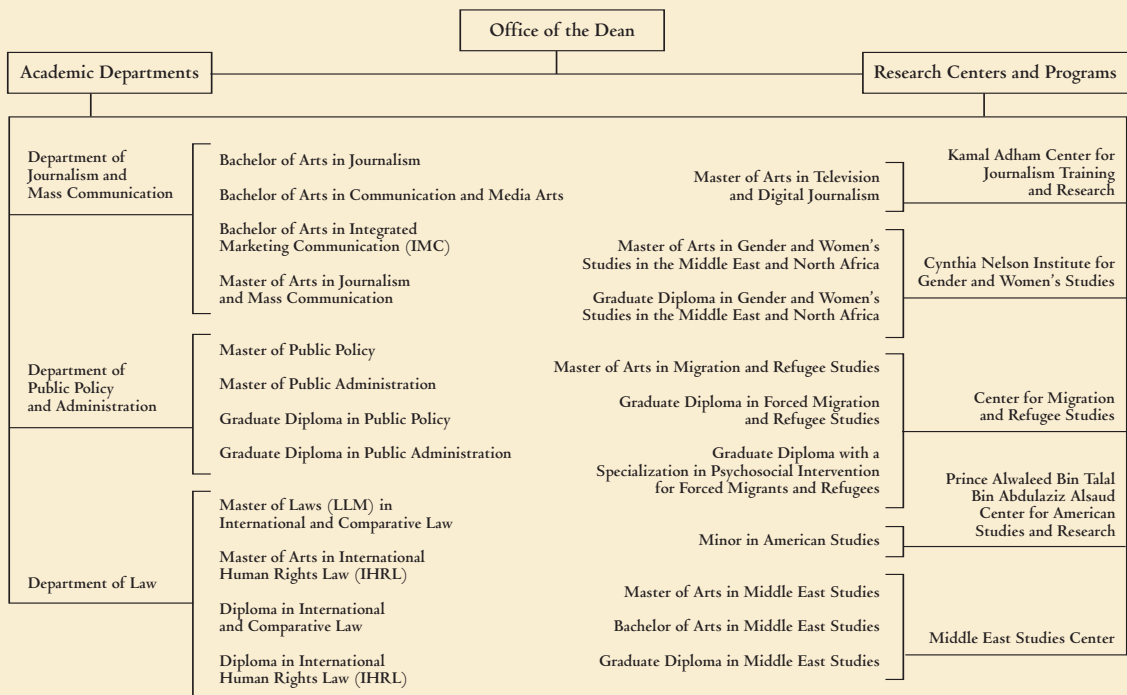 Office of the Dean
Academic Departments
Research Centers and Programs
Department of
Journalism and
Mass Communication
Bachelor of Arts in Journalism
Bachelor of Arts in Communication and Media Arts
Bachelor of Arts in Integrated
Marketing Communication (IMC)
Master of Arts in Journalism
and Mass Communication
Department of
Public Policy
and Administration
Master of Public Policy
Master of Public Administration
Graduate Diploma in Public Policy
Graduate Diploma in Public Administration
Department of Law
Master of Laws (LLM) in
International and Comparative Law
Master of Arts in International
Human Rights Law (IHRL)
Diploma in International
and Comparative Law
Diploma in International
Human Rights Law (IHRL)
Kamal Adham Center for
Journalism Training
and Research
Master of Arts in Television
and Digital Journalism
Cynthia Nelson Institute for
Gender and Women's Studies
Master of Arts in Gender and Women's
Studies in the Middle East and North Africa
Graduate Diploma in Gender and Women's
Studies in the Middle East and North Africa
Center for Migration
and Refugee Studies
Master of Arts in Migration and Refugee Studies
Graduate Diploma in Forced Migration
and Refugee Studies
Graduate Diploma with a
Specialization in Psychosocial Intervention
for Forced Migrants and Refugees
Prince Alwaleed Bin Talal
Bin Abdulaziz Alsaud
Center for American
Studies and Research
Minor in American Studies
Middle East Studies Center
Master of Arts in Middle East Studies
Bachelor of Arts in Middle East Studies
Graduate Diploma in Middle East Studies